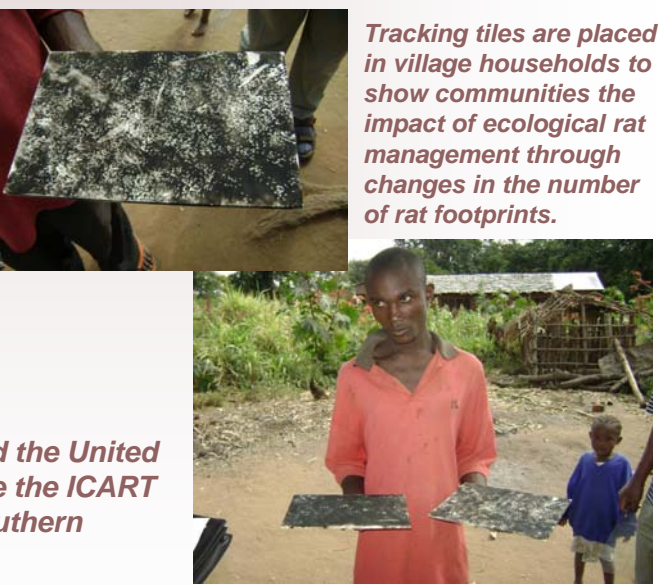 Tracking tiles are placed
in village households to
show communities the
impact of ecological rat
management through
changes in the number
of rat footprints.
d the United
e the ICART
uthern